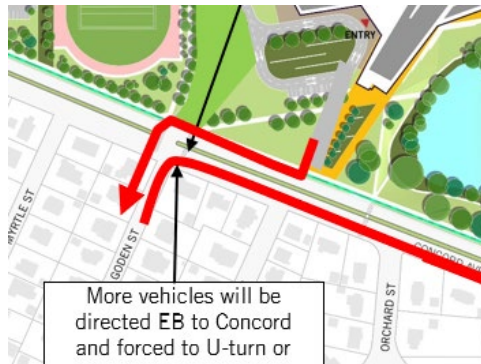 ENTRY
MYRTLE ST
GODEN ST
CONCORD AV
ORCHARD ST
More vehicles will be
directed EB to Concord
and forced to U-turn or